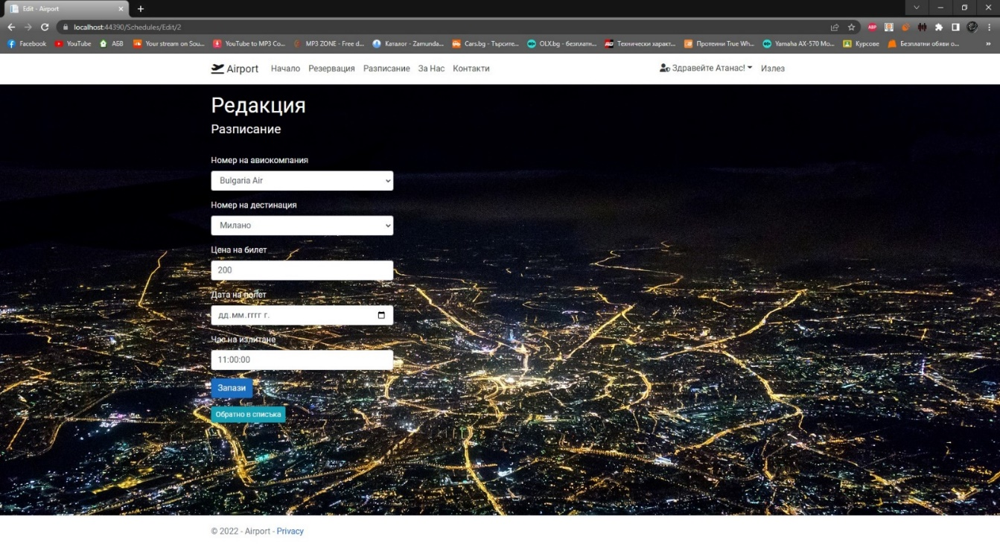 Edit - Airport
localhost:44390/Schedules/Edit/2
Facebook YouTube АБВ Your stream on Sou... YouTube to MP3 Co... MP3 ZONE - Free d... Каталог - Zamunda... Cars.bg - Търсите... OLX.bg - безплатн... Технически характ... Протеини True Wh... Yamaha AX-570 Mo... Курсове Безплатни обяви о... »
Airport Начало Резервация Разписание За Нас Контакти Здравейте Атанас! Излез
Редакция
Разписание
Номер на авиокомпания
Bulgaria Air
Номер на дестинация
Милано
Цена на билет
200
Дата на полет
дд.мм.гггг г.
Час на излитане
11:00:00
Запази
Обратно в списъка
© 2022 - Airport - Privacy